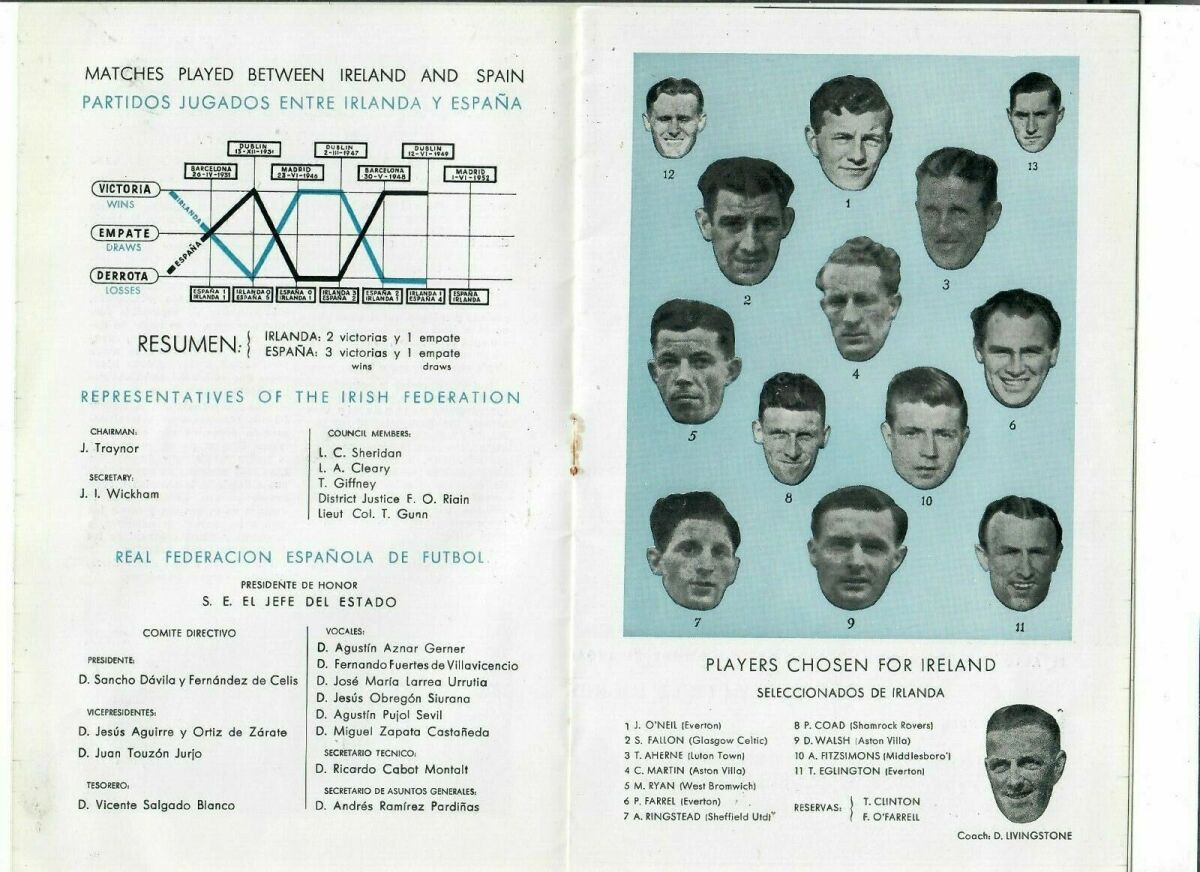 MATCHES PLAYED BETWEEN IRELAND AND SPAIN
PARTIDOS JUGADOS ENTRE IRLANDA Y ESPAÑA
DUBLIN
13-XII-1931
DUBLIN
2-III-1947
DUBLIN
12-VI-1949
BARCELONA
26-IV-1931
MADRID
23-VI-1946
BARCELONA
30-V-1948
MADRID
1-VI-1952
VICTORIA
WINS
EMPATE
DRAWS
DERROTA
LOSSES
IRLANDA
ESPAÑA
ESPAÑA 1
IRLANDA 1
IRLANDA 0
ESPAÑA 5
ESPAÑA 0
IRLANDA 1
IRLANDA 3
ESPAÑA 2
ESPAÑA 2
IRLANDA 1
IRLANDA 1
ESPAÑA 4
ESPAÑA
IRLANDA
RESUMEN:
IRLANDA: 2 victorias y 1 empate
ESPAÑA: 3 victorias y 1 empate
wins draws
REPRESENTATIVES OF THE IRISH FEDERATION
CHAIRMAN:
J. Traynor
SECRETARY:
J. I. Wickham
COUNCIL MEMBERS:
L. C. Sheridan
L. A. Cleary
T. Giffney
District Justice F. O. Riain
Lieut Col. T. Gunn
REAL FEDERACION ESPAÑOLA DE FUTBOL.
PRESIDENTE DE HONOR
S. E. EL JEFE DEL ESTADO
COMITE DIRECTIVO
PRESIDENTE:
D. Sancho Dávila y Fernández de Celis
VICEPRESIDENTES:
D. Jesús Aguirre y Ortiz de Zárate
D. Juan Touzón Jurjo
TESORERO:
D. Vicente Salgado Blanco
VOCALES:
D. Agustín Aznar Gerner
D. Fernando Fuertes de Villavicencio
D. José María Larrea Urrutia
D. Jesús Obregón Siurana
D. Agustín Pujol Sevil
D. Miguel Zapata Castañeda
SECRETARIO TECNICO:
D. Ricardo Cabot Montalt
SECRETARIO DE ASUNTOS GENERALES:
D. Andrés Ramírez Pardiñas
12
1
13
2
3
4
5
6
8
10
7
9
11
PLAYERS CHOSEN FOR IRELAND
SELECCIONADOS DE IRLANDA
1 J. O'NEIL (Everton)
2 S. FALLON (Glasgow Celtic)
3 T. AHERNE (Luton Town)
4 C. MARTIN (Aston Villa)
5 M. RYAN (West Bromwich)
6 P. FARREL (Everton)
7 A. RINGSTEAD (Sheffield Utd)
8 P. COAD (Shamrock Rovers)
9 D. WALSH (Aston Villa)
10 A. FITZSIMONS (Middlesboro')
11 T. EGLINGTON (Everton)
RESERVAS:
T. CLINTON
F. O'FARRELL
Coach: D. LIVINGSTONE